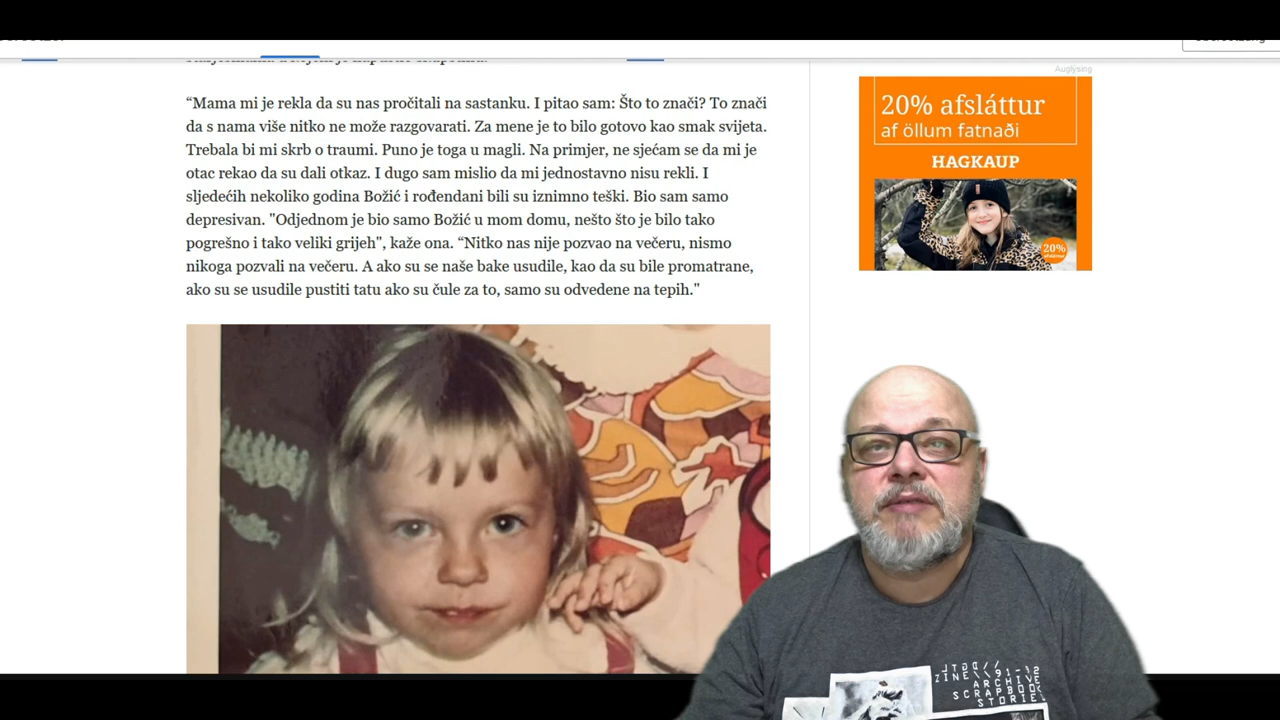 “Mama mi je rekla da su nas pročitali na sastanku. I pitao sam: Što to znači? To znači
da s nama više nitko ne može razgovarati. Za mene je to bilo gotovo kao smak svijeta.
Trebala bi mi skrb o traumi. Puno je toga u magli. Na primjer, ne sjećam se da mi je
otac rekao da su dali otkaz. I dugo sam mislio da mi jednostavno nisu rekli. I
sljedećih nekoliko godina Božić i rođendani bili su iznimno teški. Bio sam samo
depresivan. "Odjednom je bio samo Božić u mom domu, nešto što je bilo tako
pogrešno i tako veliki grijeh", kaže ona. “Nitko nas nije pozvao na večeru, nismo
nikoga pozvali na večeru. A ako su se naše bake usudile, kao da su bile promatrane,
ako su se usudile pustiti tatu ako su čule za to, samo su odvedene na tepih."
Auglýsing
20% afsláttur
af öllum fatnaði
HAGKAUP
20%
afsláttur
ZINE\\91-12
ARCHIVE
SCRAPBOOK
STORIE